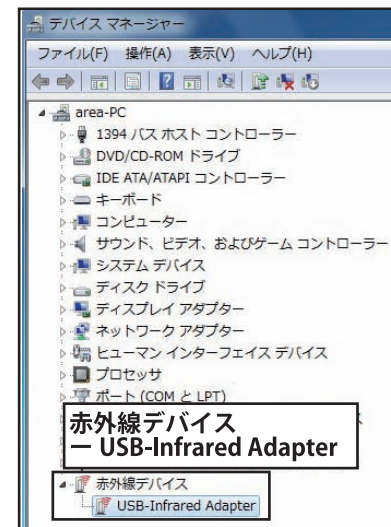 デバイス マネージャー
ファイル(F) 操作(A) 表示(V) ヘルプ(H)
area-PC
1394 バス ホスト コントローラー
DVD/CD-ROM ドライブ
IDE ATA/ATAPI コントローラー
キーボード
コンピューター
サウンド、ビデオ、およびゲーム コントローラー
システム デバイス
ディスク ドライブ
ディスプレイ アダプター
ネットワーク アダプター
ヒューマン インターフェイス デバイス
プロセッサ
ポート (COM と LPT)
赤外線デバイス
ー USB-Infrared Adapter
赤外線デバイス
USB-Infrared Adapter